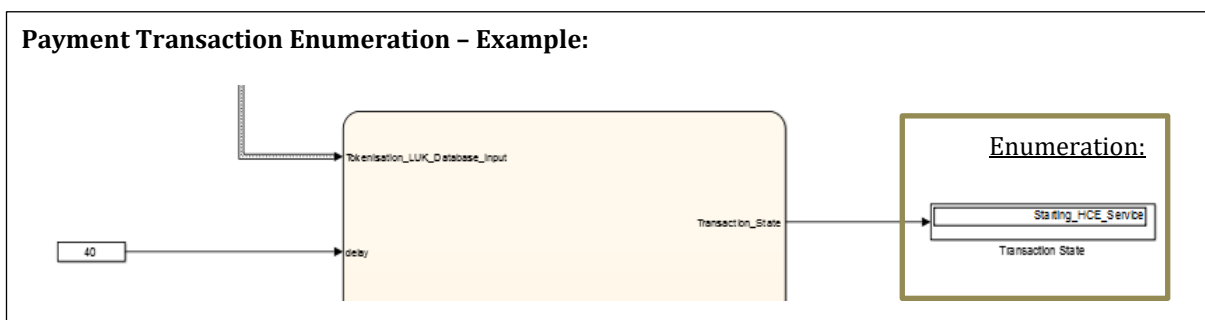 Payment Transaction Enumeration – Example:
Enumeration:
Tokenisation_LUK_Database_Input
Starting_HCE_Service
Transaction_State
40
delay
Transaction State